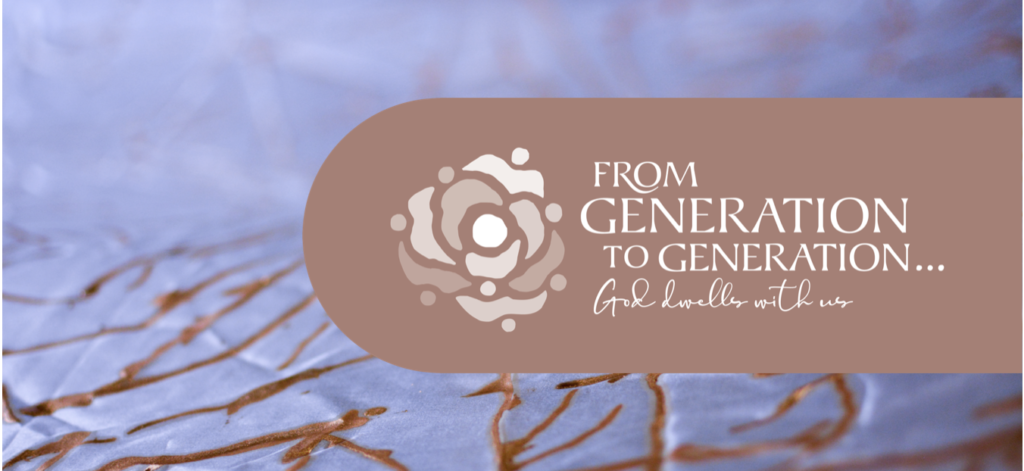 FROM
GENERATION
TO GENERATION...
God dwells with us